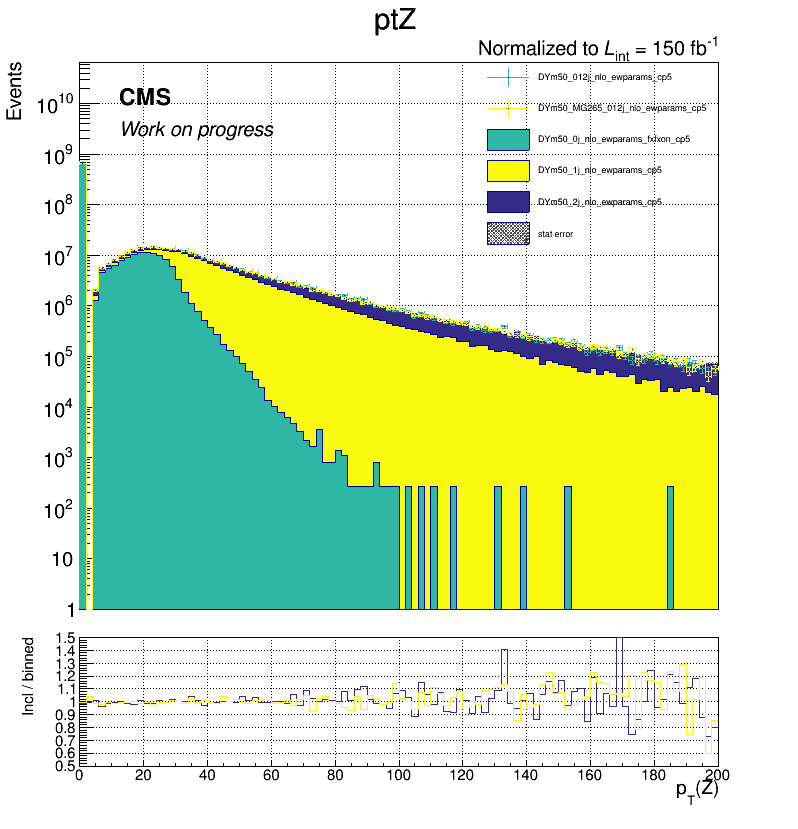 ptZ
Normalized to L_int = 150 fb^-1
CMS
Work on progress
DYm50_012j_nlo_ewparams_cp5
DYm50_MG265_012j_nlo_ewparams_cp5
DYm50_0j_nlo_ewparams_fxfxon_cp5
DYm50_1j_nlo_ewparams_cp5
DYm50_2j_nlo_ewparams_cp5
stat error
Events
10^10
10^9
10^8
10^7
10^6
10^5
10^4
10^3
10^2
10
1
Incl / binned
1.5
1.4
1.3
1.2
1.1
1
0.9
0.8
0.7
0.6
0.5
0 20 40 60 80 100 120 140 160 180 200
p_T(Z)